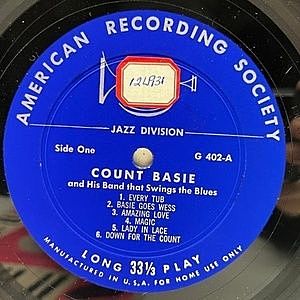 AMERICAN RECORDING SOCIETY
124931
JAZZ DIVISION
Side One
G 402-A
COUNT BASIE
and His Band that Swings the Blues
1. EVERY TUB
2. BASIE GOES WESS
3. AMAZING LOVE
4. MAGIC
5. LADY IN LACE
6. DOWN FOR THE COUNT
LONG 33⅓ PLAY
MANUFACTURED IN U.S.A. FOR HOME USE ONLY